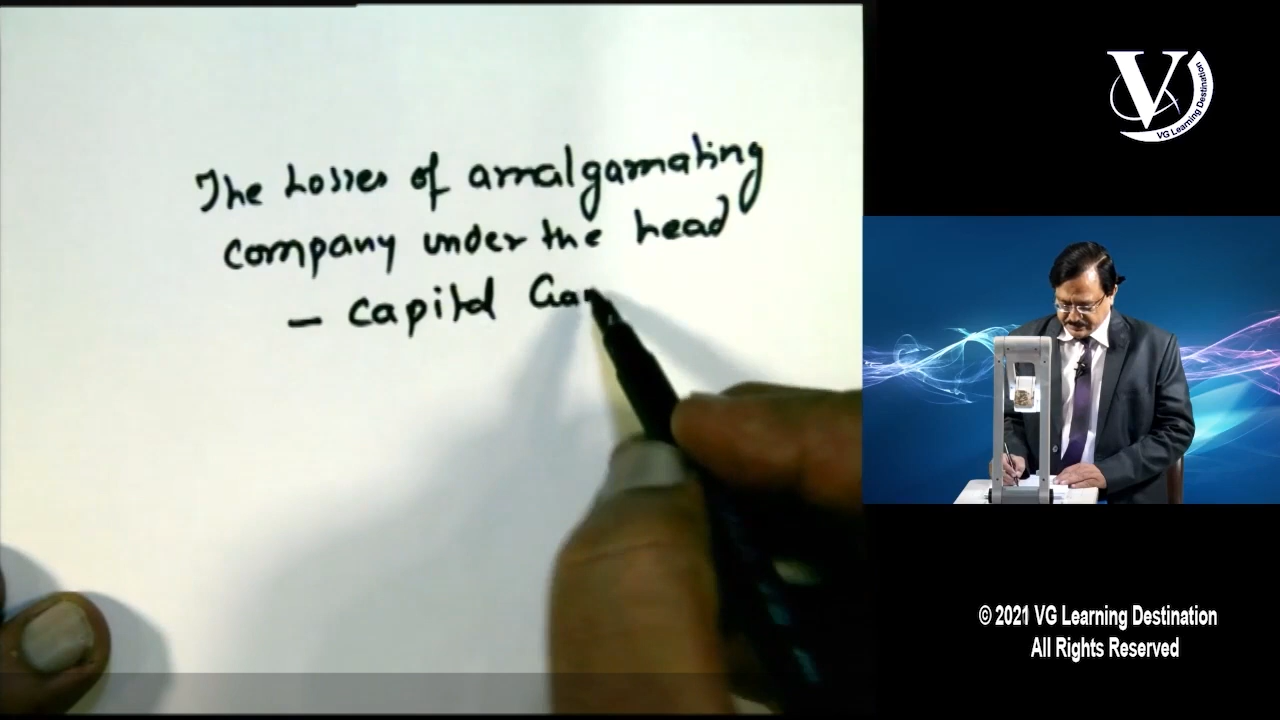 The Losses of amalgamating
company under the head
– Capital Gai
V
VG Learning Destination
© 2021 VG Learning Destination
All Rights Reserved